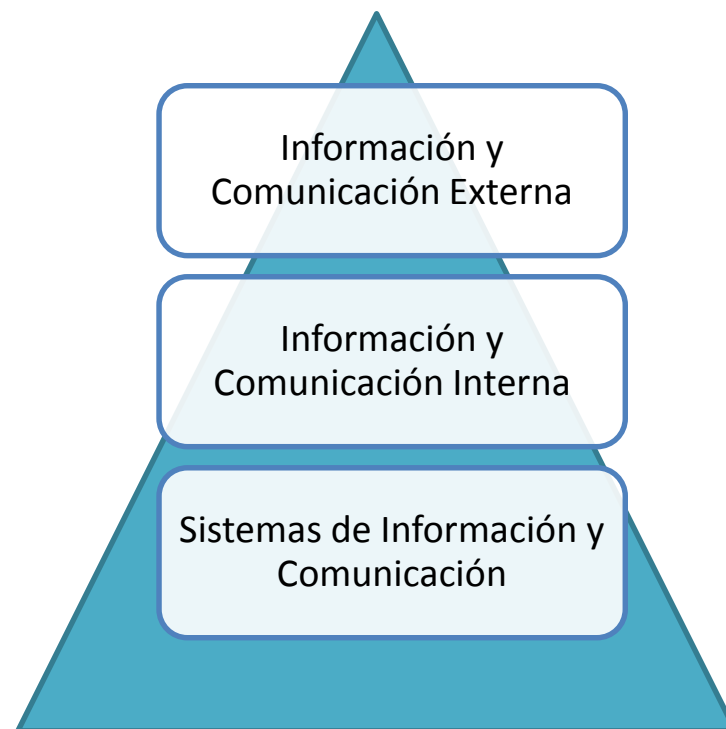 Información y
Comunicación Externa
Información y
Comunicación Interna
Sistemas de Información y
Comunicación